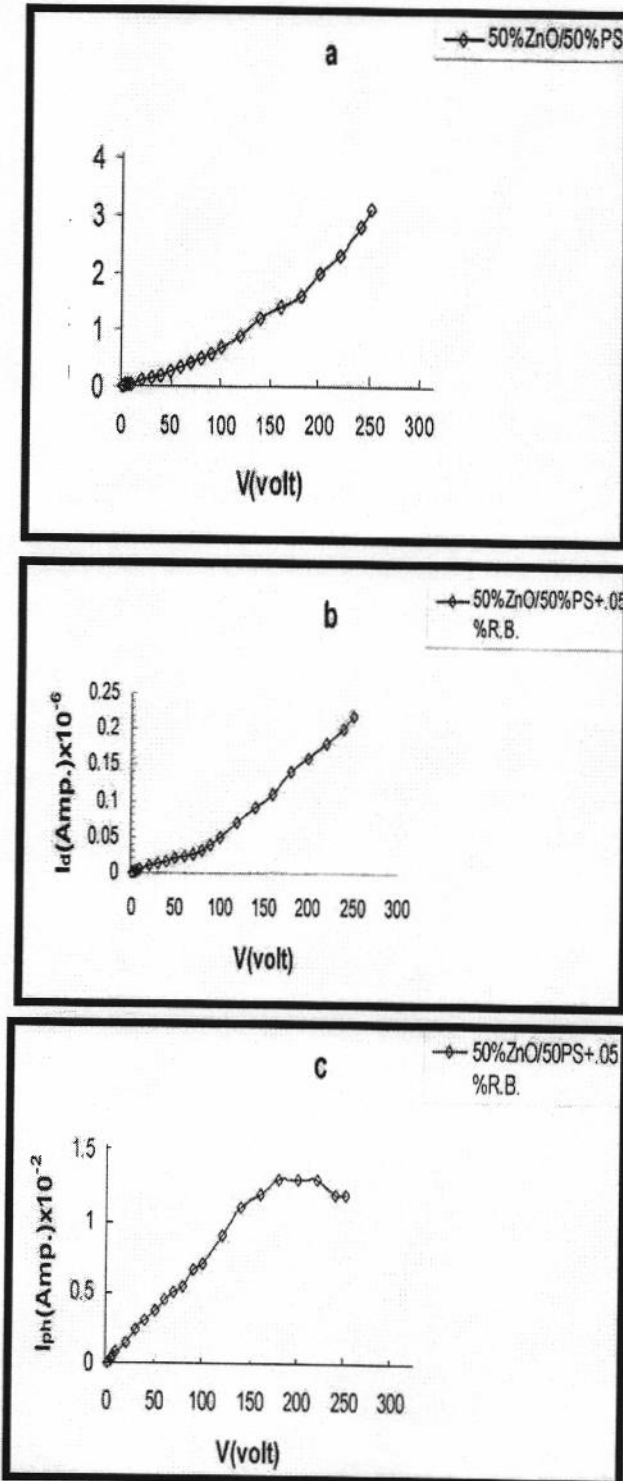 a
50%ZnO/50%PS
4
3
2
1
0
0 50 100 150 200 250 300
V(volt)
b
50%ZnO/50%PS+.05
%R.B.
Id(Amp.)x10⁻⁶
0.25
0.2
0.15
0.1
0.05
0
0 50 100 150 200 250 300
V(volt)
c
50%ZnO/50PS+.05
%R.B.
Iph(Amp.)x10⁻²
1.5
1
0.5
0
0 50 100 150 200 250 300
V(volt)